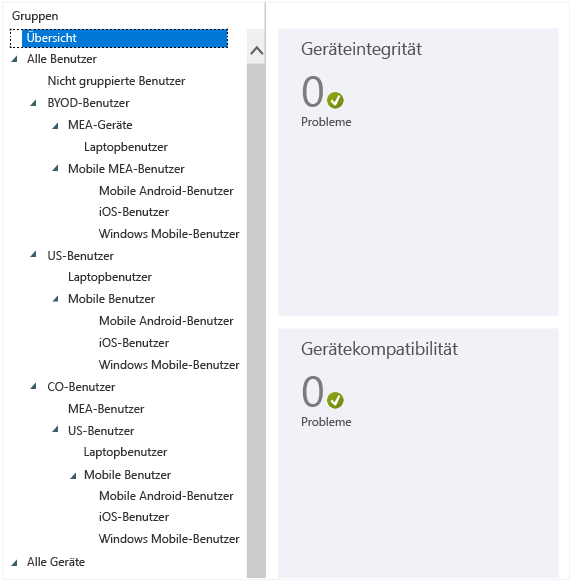 Gruppen
Übersicht
Alle Benutzer
Nicht gruppierte Benutzer
BYOD-Benutzer
MEA-Geräte
Laptopbenutzer
Mobile MEA-Benutzer
Mobile Android-Benutzer
iOS-Benutzer
Windows Mobile-Benutzer
US-Benutzer
Laptopbenutzer
Mobile Benutzer
Mobile Android-Benutzer
iOS-Benutzer
Windows Mobile-Benutzer
CO-Benutzer
MEA-Benutzer
US-Benutzer
Laptopbenutzer
Mobile Benutzer
Mobile Android-Benutzer
iOS-Benutzer
Windows Mobile-Benutzer
Alle Geräte
Geräteintegrität
0
Probleme
Gerätekompatibilität
0
Probleme